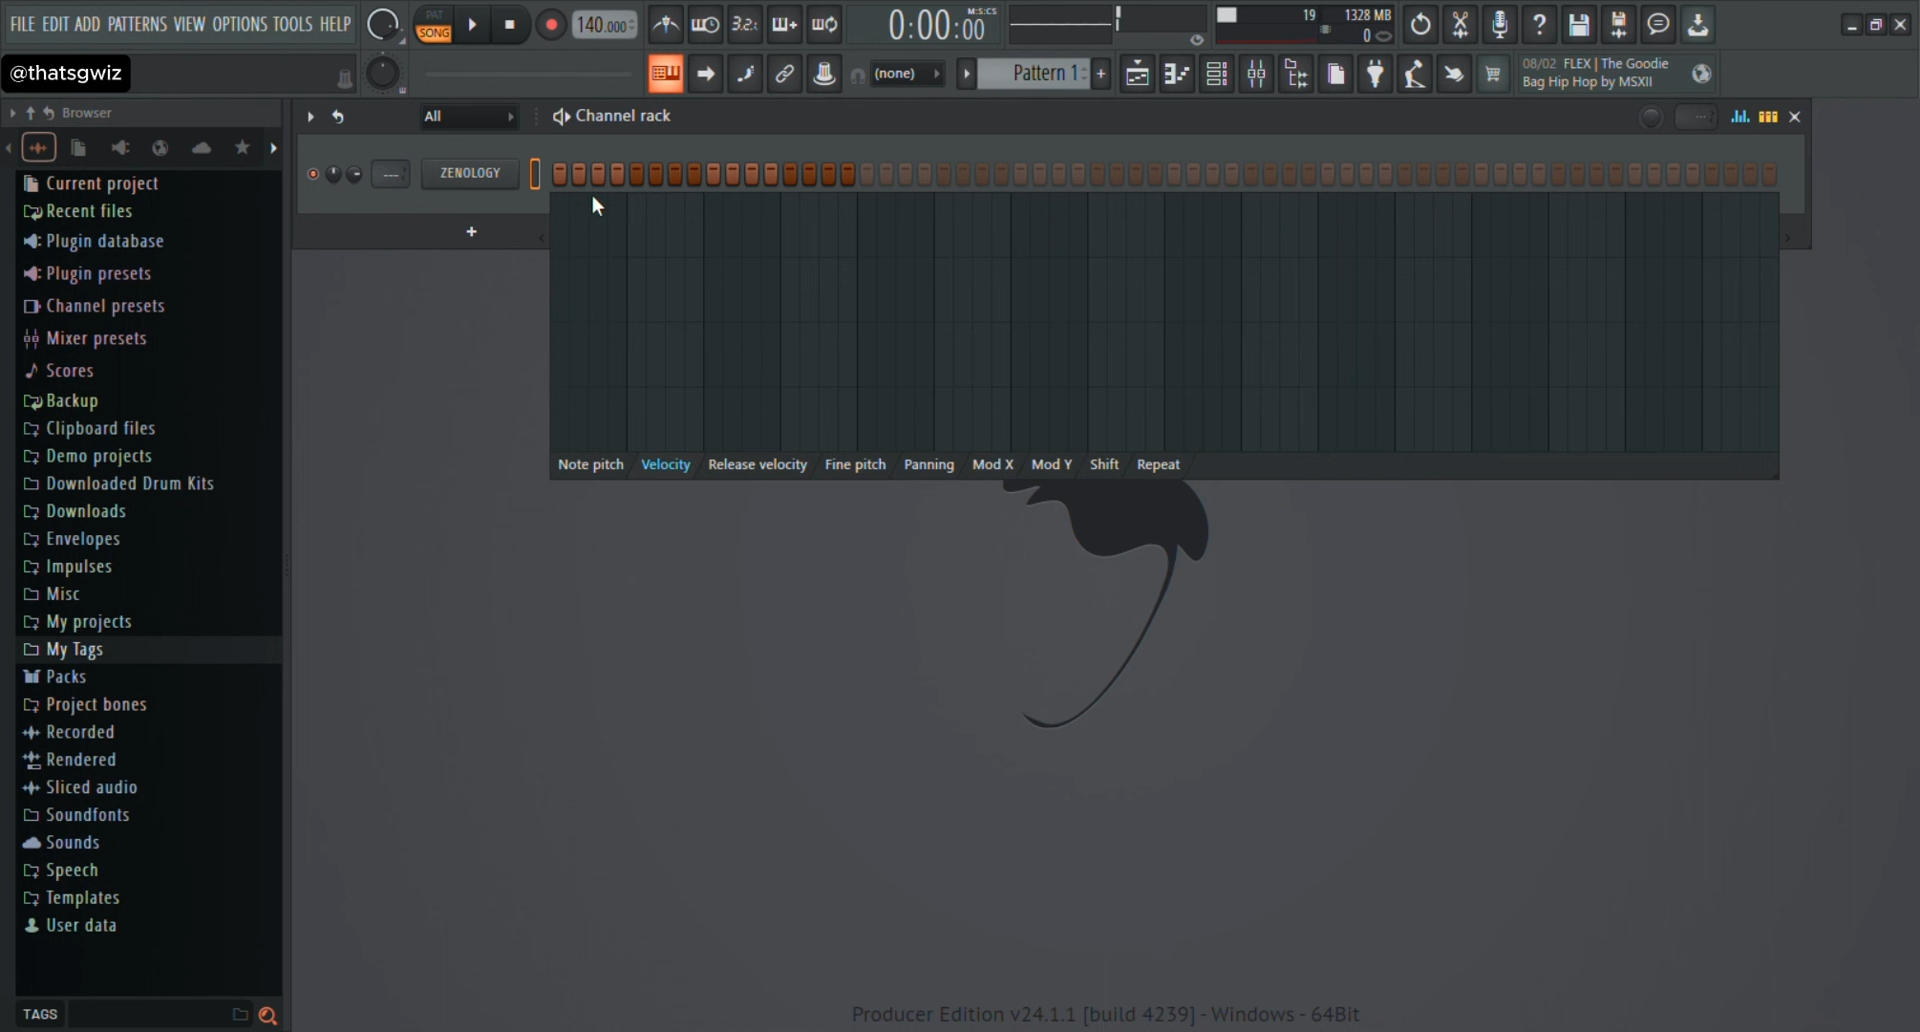 FILE EDIT ADD PATTERNS VIEW OPTIONS TOOLS HELP
PAT
SONG
140.000
3.2:
0:00:00
M:S:CS
19
1328 MB
0
@thatsgwiz
(none)
Pattern 1
+
08/02 FLEX | The Goodie
Bag Hip Hop by MSXII
Browser
All
Channel rack
Current project
Recent files
Plugin database
Plugin presets
Channel presets
Mixer presets
Scores
Backup
Clipboard files
Demo projects
Downloaded Drum Kits
Downloads
Envelopes
Impulses
Misc
My projects
My Tags
Packs
Project bones
Recorded
Rendered
Sliced audio
Soundfonts
Sounds
Speech
Templates
User data
TAGS
---
ZENOLOGY
+
Note pitch Velocity Release velocity Fine pitch Panning Mod X Mod Y Shift Repeat
Producer Edition v24.1.1 [build 4239] - Windows - 64Bit